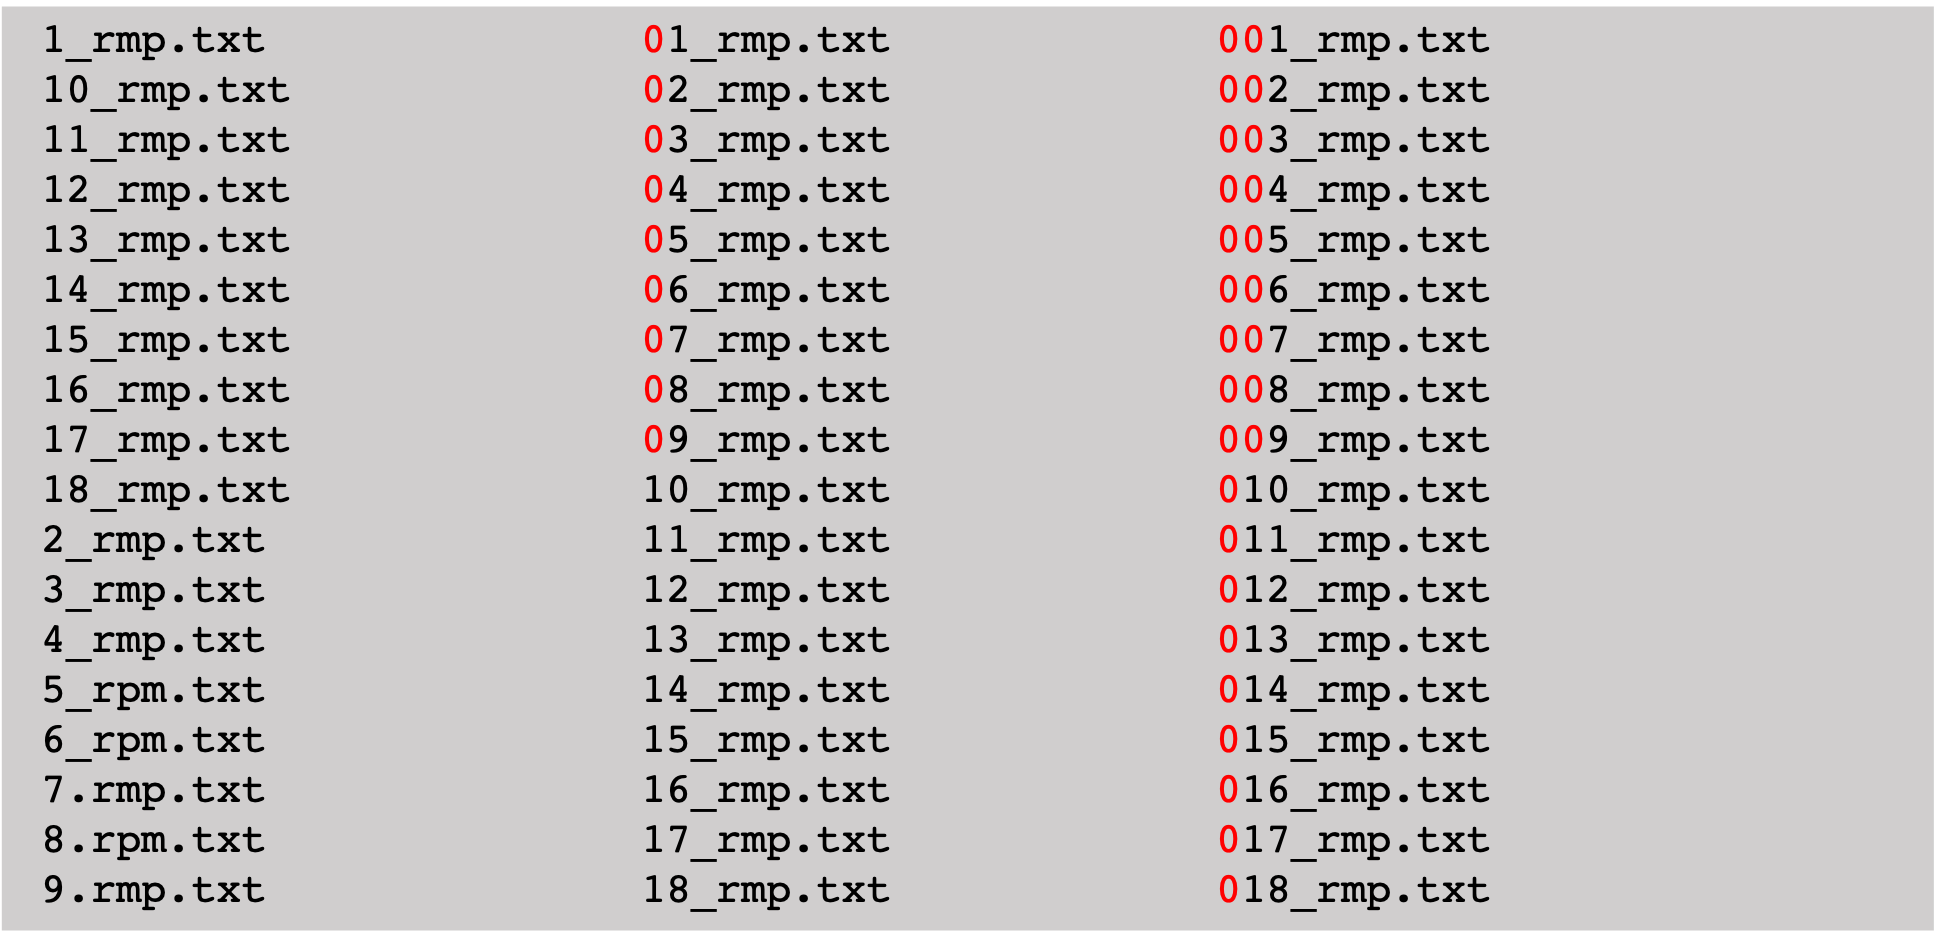 1_rmp.txt 01_rmp.txt 001_rmp.txt
10_rmp.txt 02_rmp.txt 002_rmp.txt
11_rmp.txt 03_rmp.txt 003_rmp.txt
12_rmp.txt 04_rmp.txt 004_rmp.txt
13_rmp.txt 05_rmp.txt 005_rmp.txt
14_rmp.txt 06_rmp.txt 006_rmp.txt
15_rmp.txt 07_rmp.txt 007_rmp.txt
16_rmp.txt 08_rmp.txt 008_rmp.txt
17_rmp.txt 09_rmp.txt 009_rmp.txt
18_rmp.txt 10_rmp.txt 010_rmp.txt
2_rmp.txt 11_rmp.txt 011_rmp.txt
3_rmp.txt 12_rmp.txt 012_rmp.txt
4_rmp.txt 13_rmp.txt 013_rmp.txt
5_rpm.txt 14_rmp.txt 014_rmp.txt
6_rpm.txt 15_rmp.txt 015_rmp.txt
7.rmp.txt 16_rmp.txt 016_rmp.txt
8.rpm.txt 17_rmp.txt 017_rmp.txt
9.rmp.txt 18_rmp.txt 018_rmp.txt